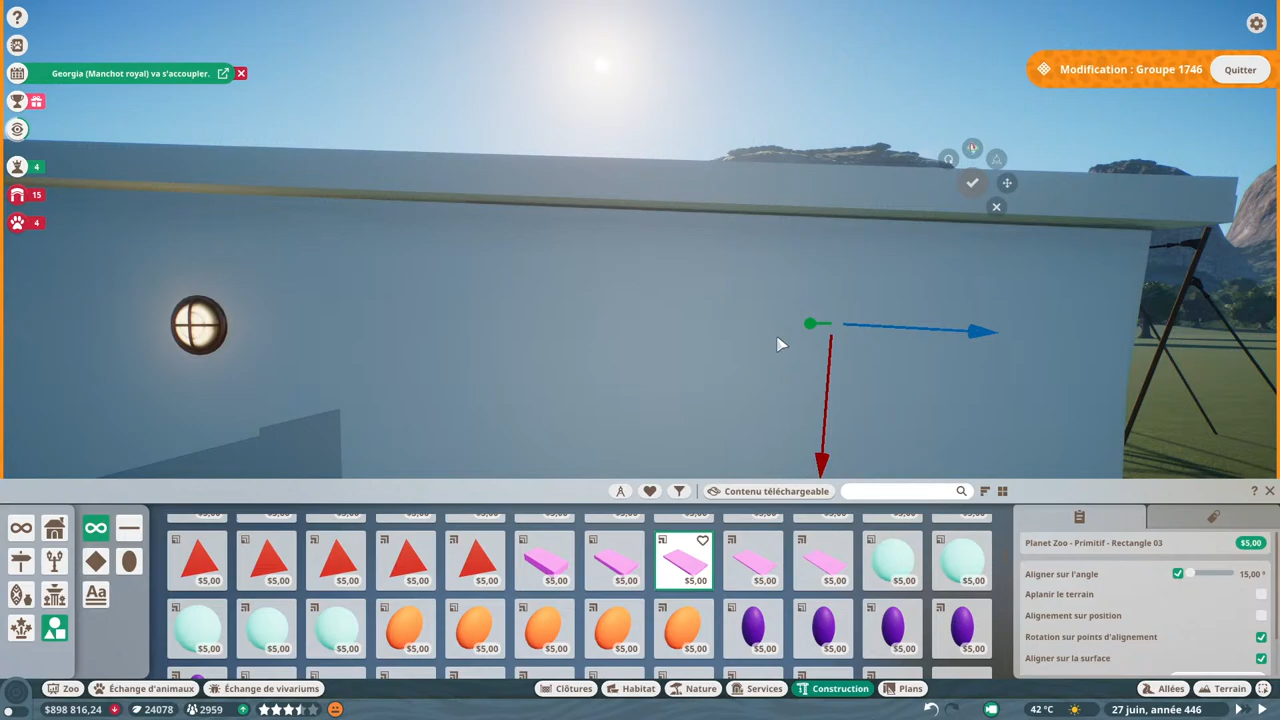 Georgia (Manchot royal) va s'accoupler.
Modification : Groupe 1746
Quitter
4
15
4
Contenu téléchargeable
Planet Zoo - Primitif - Rectangle 03
$5,00
Aligner sur l'angle
15,00 °
Aplanir le terrain
Alignement sur position
Rotation sur points d'alignement
Aligner sur la surface
Aa
$5,00 $5,00 $5,00 $5,00 $5,00 $5,00 $5,00 $5,00 $5,00 $5,00 $5,00 $5,00
$5,00 $5,00 $5,00 $5,00 $5,00 $5,00 $5,00 $5,00 $5,00 $5,00 $5,00 $5,00
Zoo
Échange d'animaux
Échange de vivariums
Clôtures
Habitat
Nature
Services
Construction
Plans
Allées
Terrain
$898 816,24
24078
2959
42 °C
27 juin, année 446